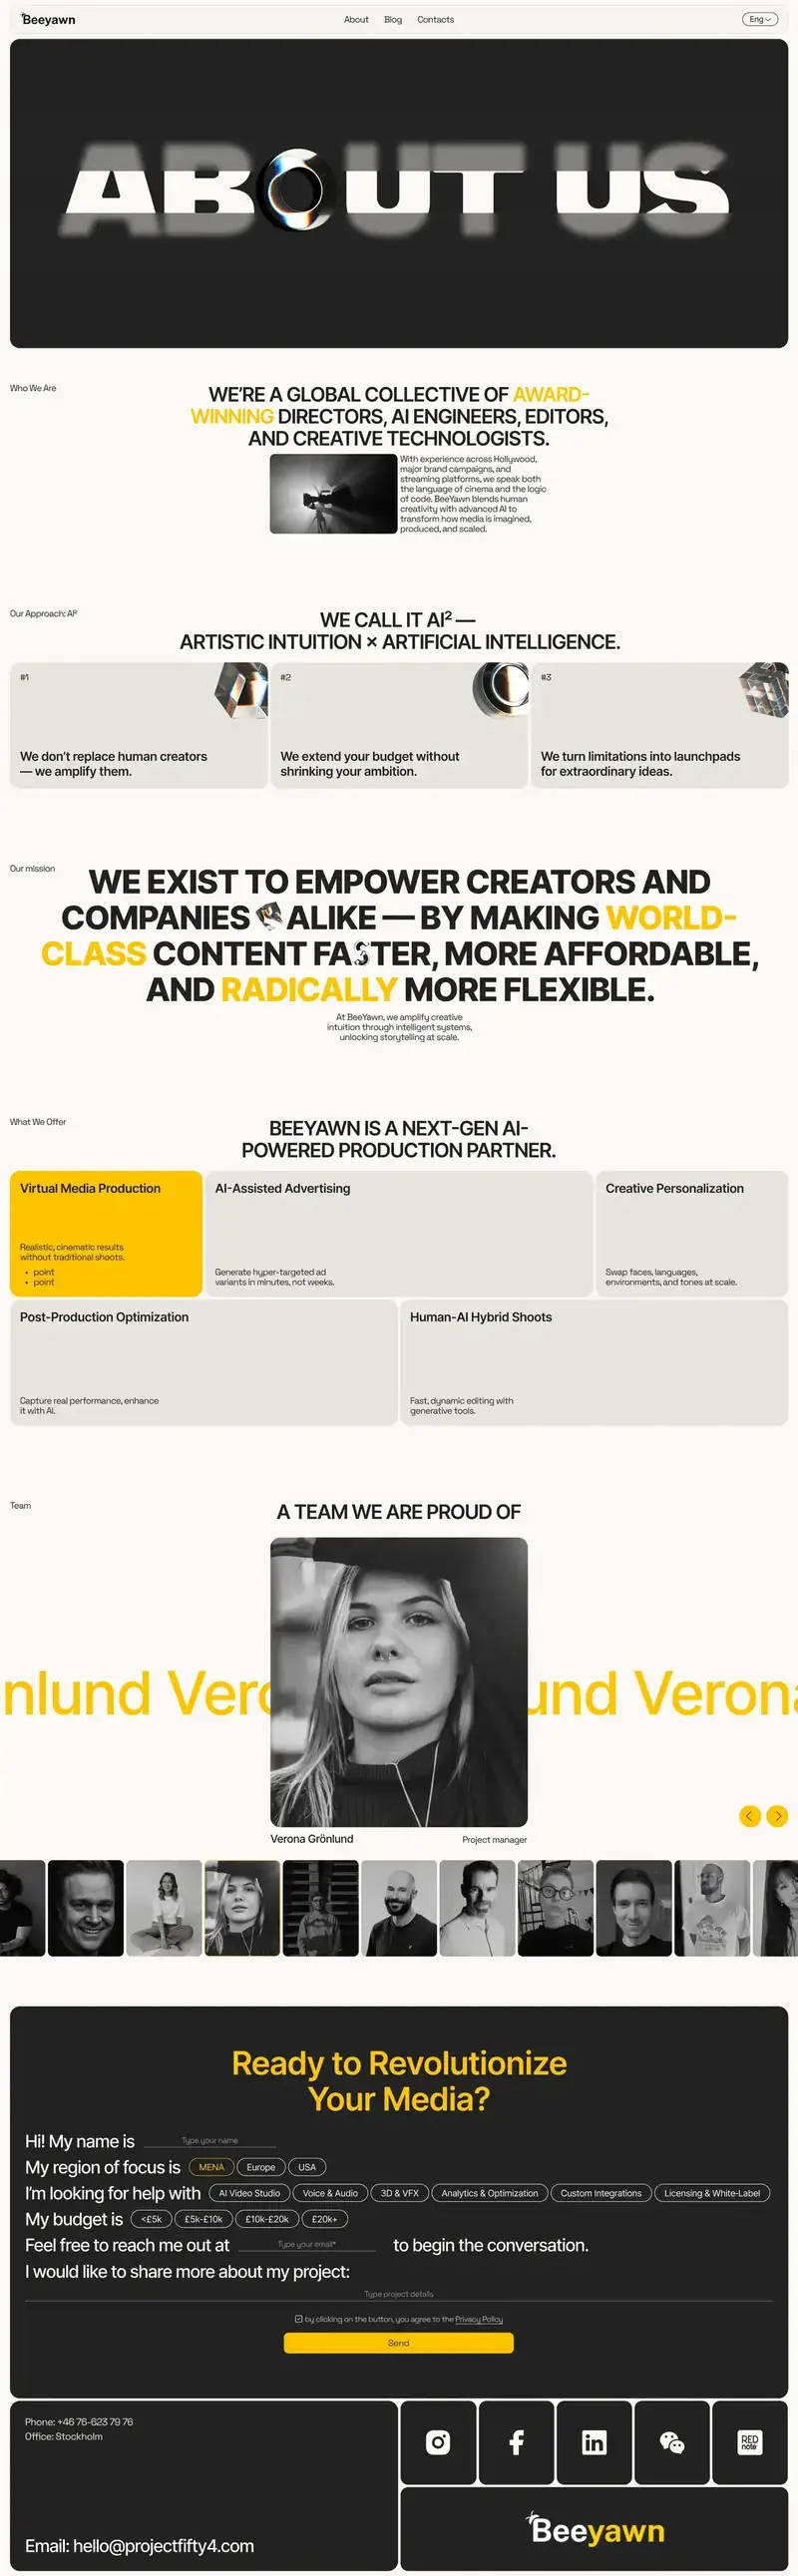 Beeyawn
About
Blog
Contacts
Eng
ABOUT US
Who We Are
WE'RE A GLOBAL COLLECTIVE OF AWARD-
WINNING DIRECTORS, AI ENGINEERS, EDITORS,
AND CREATIVE TECHNOLOGISTS.
With experience across Hollywood,
major brand campaigns, and
streaming platforms, we speak both
the language of cinema and the logic
of code. BeeYawn blends human
creativity with advanced AI to
transform how media is imagined,
produced, and scaled.
Our Approach: AI²
WE CALL IT AI² —
ARTISTIC INTUITION × ARTIFICIAL INTELLIGENCE.
#1
We don't replace human creators
— we amplify them.
#2
We extend your budget without
shrinking your ambition.
#3
We turn limitations into launchpads
for extraordinary ideas.
Our mission
WE EXIST TO EMPOWER CREATORS AND
COMPANIES ALIKE — BY MAKING WORLD-
CLASS CONTENT FASTER, MORE AFFORDABLE,
AND RADICALLY MORE FLEXIBLE.
At BeeYawn, we amplify creative
intuition through intelligent systems,
unlocking storytelling at scale.
What We Offer
BEEYAWN IS A NEXT-GEN AI-
POWERED PRODUCTION PARTNER.
Virtual Media Production
Realistic, cinematic results
without traditional shoots.
• point
• point
AI-Assisted Advertising
Generate hyper-targeted ad
variants in minutes, not weeks.
Creative Personalization
Swap faces, languages,
environments, and tones at scale.
Post-Production Optimization
Capture real performance, enhance
it with AI.
Human-AI Hybrid Shoots
Fast, dynamic editing with
generative tools.
Team
A TEAM WE ARE PROUD OF
nlund Vero und Verona
Verona Grönlund
Project manager
Ready to Revolutionize
Your Media?
Hi! My name is Type your name
My region of focus is MENA Europe USA
I'm looking for help with AI Video Studio Voice & Audio 3D & VFX Analytics & Optimization Custom Integrations Licensing & White-Label
My budget is <£5k £5k-£10k £10k-£20k £20k+
Feel free to reach me out at Type your email* to begin the conversation.
I would like to share more about my project:
Type project details
by clicking on the button, you agree to the Privacy Policy
Send
Phone: +46 76-623 79 76
Office: Stockholm
Email: hello@projectfifty4.com
RED
note
Beeyawn